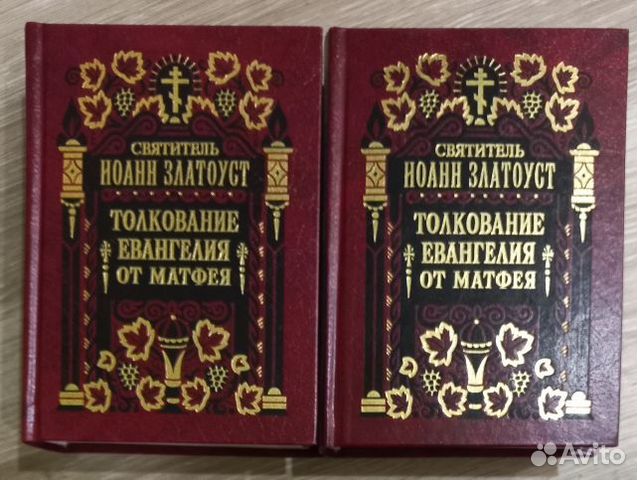 СВЯТИТЕЛЬ
ИОАНН ЗЛАТОУСТ
ТОЛКОВАНИЕ
ЕВАНГЕЛИЯ
ОТ МАТФЕЯ
СВЯТИТЕЛЬ
ИОАНН ЗЛАТОУСТ
ТОЛКОВАНИЕ
ЕВАНГЕЛИЯ
ОТ МАТФЕЯ
Avito